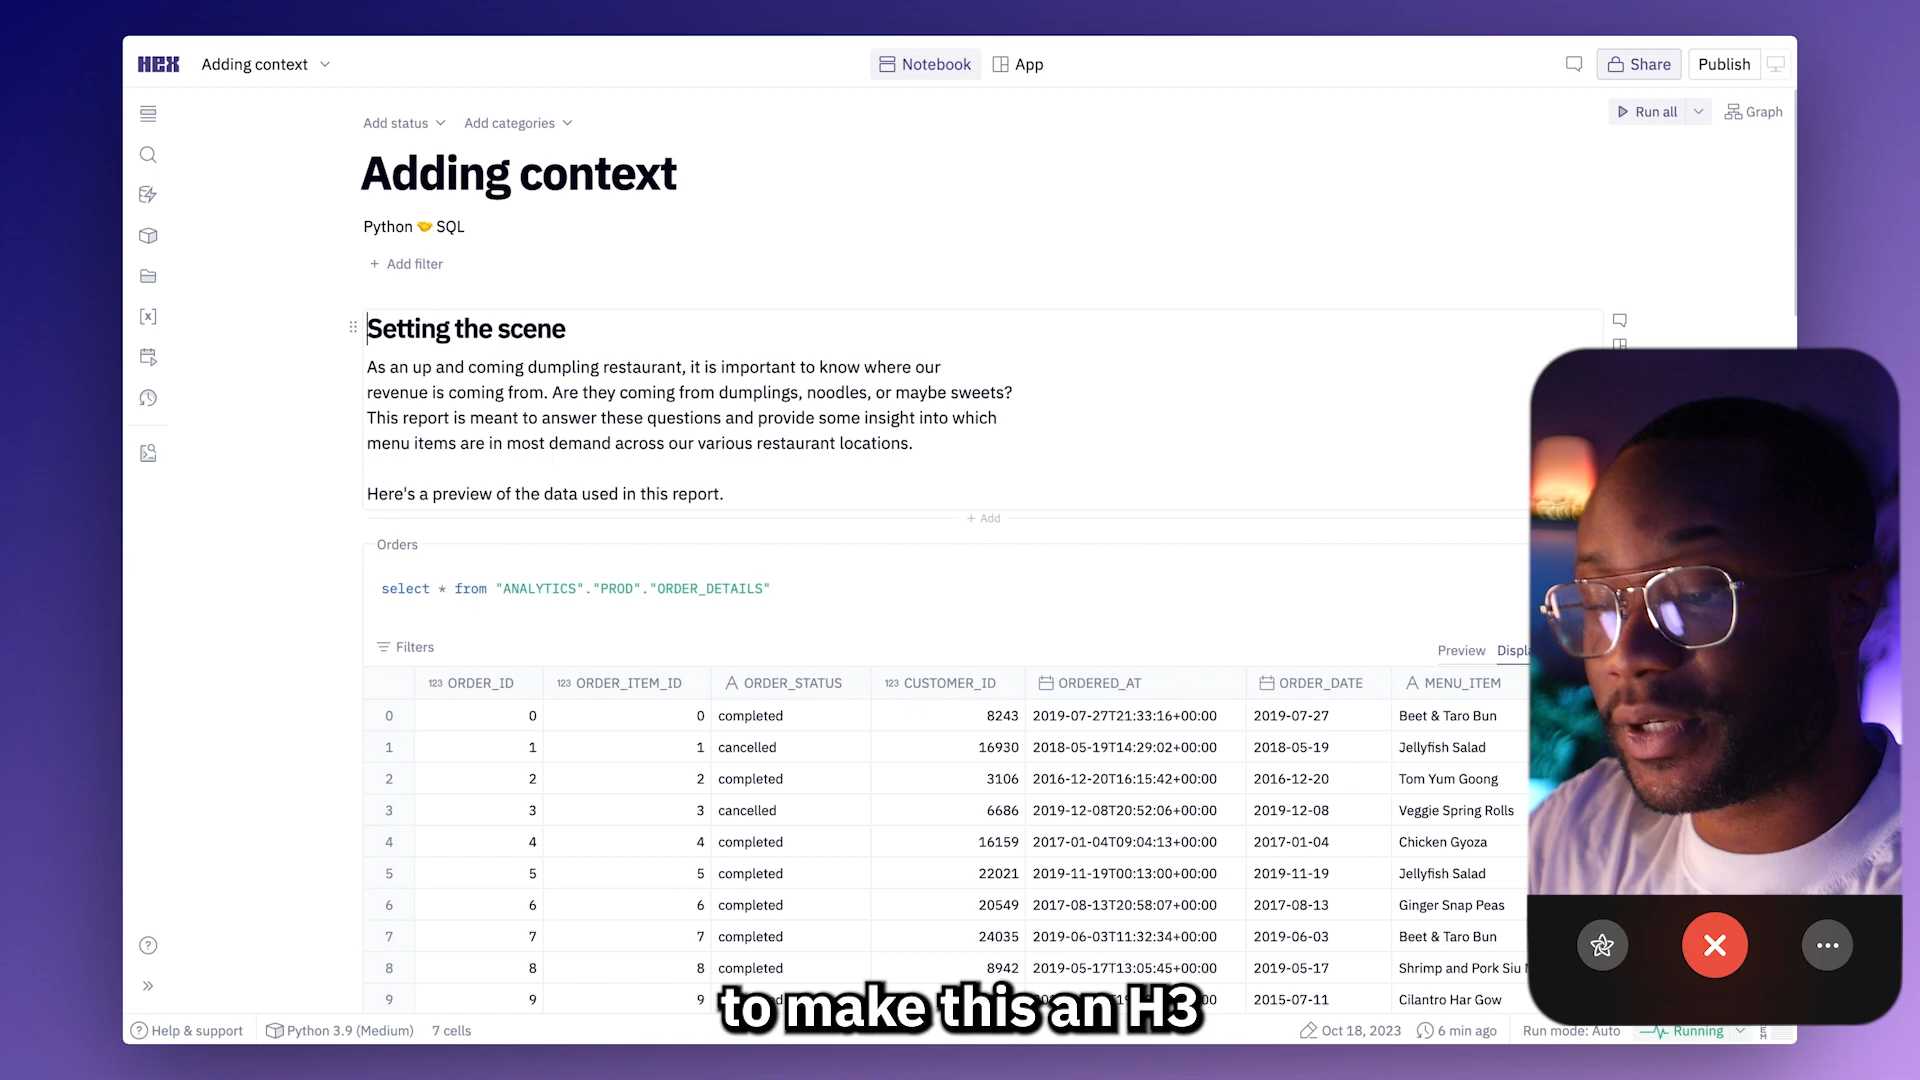 HEX Adding context
Notebook App
Share Publish
Run all Graph
Add status Add categories
Adding context
Python 🤝 SQL
+ Add filter
Setting the scene
As an up and coming dumpling restaurant, it is important to know where our
revenue is coming from. Are they coming from dumplings, noodles, or maybe sweets?
This report is meant to answer these questions and provide some insight into which
menu items are in most demand across our various restaurant locations.
Here's a preview of the data used in this report.
+ Add
Orders
select * from "ANALYTICS"."PROD"."ORDER_DETAILS"
Filters
Preview Displa
123 ORDER_ID 123 ORDER_ITEM_ID A ORDER_STATUS 123 CUSTOMER_ID ORDERED_AT ORDER_DATE A MENU_ITEM
0 0 0 completed 8243 2019-07-27T21:33:16+00:00 2019-07-27 Beet & Taro Bun
1 1 1 cancelled 16930 2018-05-19T14:29:02+00:00 2018-05-19 Jellyfish Salad
2 2 2 completed 3106 2016-12-20T16:15:42+00:00 2016-12-20 Tom Yum Goong
3 3 3 cancelled 6686 2019-12-08T20:52:06+00:00 2019-12-08 Veggie Spring Rolls
4 4 4 completed 16159 2017-01-04T09:04:13+00:00 2017-01-04 Chicken Gyoza
5 5 5 completed 22021 2019-11-19T00:13:00+00:00 2019-11-19 Jellyfish Salad
6 6 6 completed 20549 2017-08-13T20:58:07+00:00 2017-08-13 Ginger Snap Peas
7 7 7 completed 24035 2019-06-03T11:32:34+00:00 2019-06-03 Beet & Taro Bun
8 8 8 completed 8942 2019-05-17T13:05:45+00:00 2019-05-17 Shrimp and Pork Siu
9 9 9 2015-07-11 Cilantro Har Gow
to make this an H3
Help & support Python 3.9 (Medium) 7 cells Oct 18, 2023 6 min ago Run mode: Auto Running